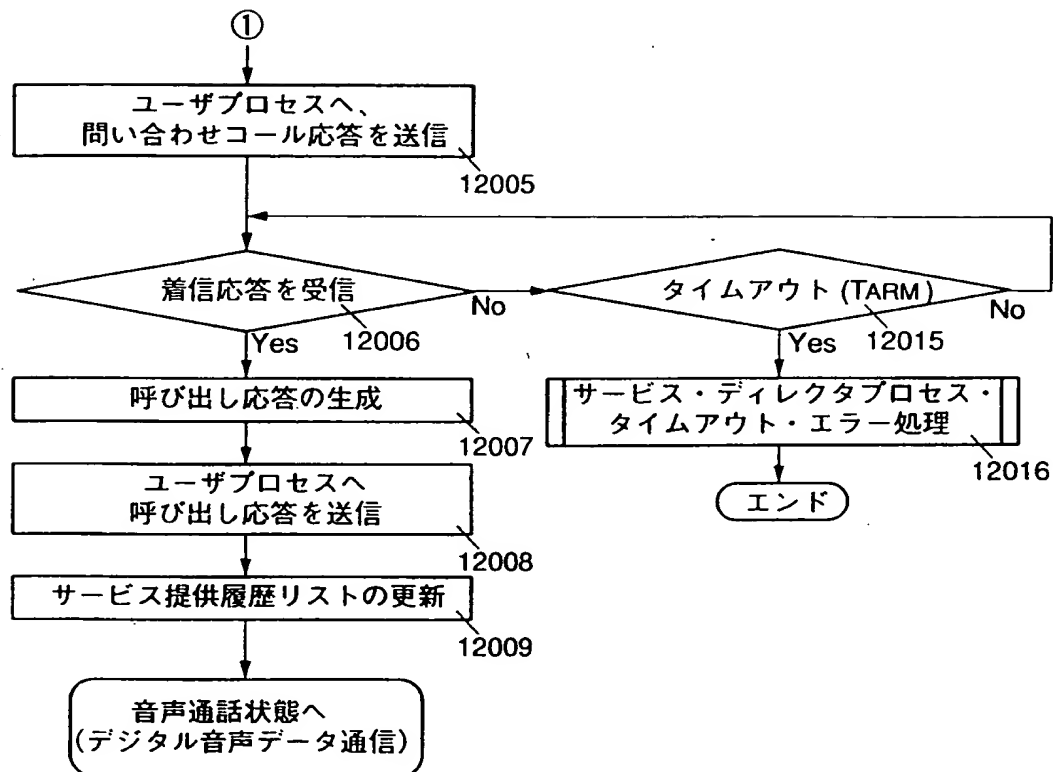 ①
ユーザプロセスへ、
問い合わせコール応答を送信
12005
着信応答を受信
No
12006
Yes
タイムアウト (TARM)
No
12015
Yes
呼び出し応答の生成
12007
サービス・ディレクタプロセス・
タイムアウト・エラー処理
12016
ユーザプロセスへ
呼び出し応答を送信
12008
エンド
サービス提供履歴リストの更新
12009
音声通話状態へ
(デジタル音声データ通信)